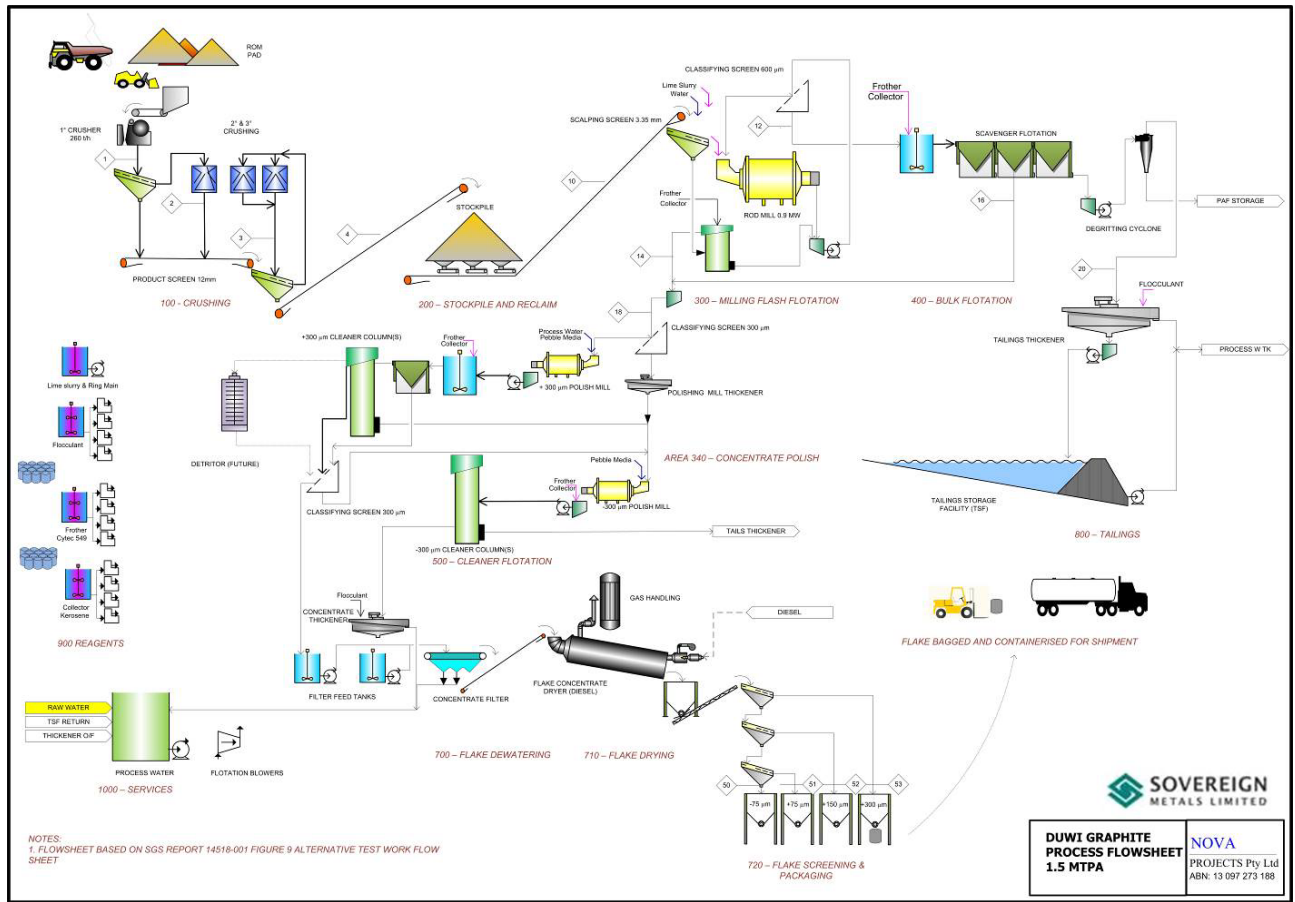 ROM
PAD
1° CRUSHER
260 t/h
2° & 3°
CRUSHING
1
2
3
4
PRODUCT SCREEN 12mm
100 - CRUSHING
STOCKPILE
10
200 – STOCKPILE AND RECLAIM
CLASSIFYING SCREEN 600 µm
Lime Slurry
Water
SCALPING SCREEN 3.35 mm
12
Frother
Collector
ROD MILL 0.9 MW
14
300 – MILLING FLASH FLOTATION
Frother
Collector
SCAVENGER FLOTATION
16
400 – BULK FLOTATION
DEGRITTING CYCLONE
PAF STORAGE
20
FLOCCULANT
TAILINGS THICKENER
PROCESS W TK
TAILINGS STORAGE
FACILITY (TSF)
800 – TAILINGS
18
CLASSIFYING SCREEN 300 µm
+300 µm CLEANER COLUMN(S)
Frother
Collector
Process Water
Pebble Media
+ 300 µm POLISH MILL
POLISHING MILL THICKENER
DETRITOR (FUTURE)
AREA 340 – CONCENTRATE POLISH
CLASSIFYING SCREEN 300 µm
Pebble Media
Frother
Collector
-300 µm POLISH MILL
TAILS THICKENER
-300 µm CLEANER COLUMN(S)
500 – CLEANER FLOTATION
Lime slurry & Ring Main
Flocculant
Frother
Cytec 549
Collector
Kerosene
900 REAGENTS
Flocculant
CONCENTRATE
THICKENER
FILTER FEED TANKS
CONCENTRATE FILTER
700 – FLAKE DEWATERING
GAS HANDLING
DIESEL
FLAKE CONCENTRATE
DRYER (DIESEL)
710 – FLAKE DRYING
FLAKE BAGGED AND CONTAINERISED FOR SHIPMENT
RAW WATER
TSF RETURN
THICKENER O/F
PROCESS WATER
FLOTATION BLOWERS
1000 – SERVICES
50
51
52
53
-75 µm
+75 µm
+150 µm
+300 µm
720 – FLAKE SCREENING &
PACKAGING
NOTES:
1. FLOWSHEET BASED ON SGS REPORT 14518-001 FIGURE 9 ALTERNATIVE TEST WORK FLOW
SHEET
SOVEREIGN
METALS LIMITED
DUWI GRAPHITE
PROCESS FLOWSHEET
1.5 MTPA
NOVA
PROJECTS Pty Ltd
ABN: 13 097 273 188